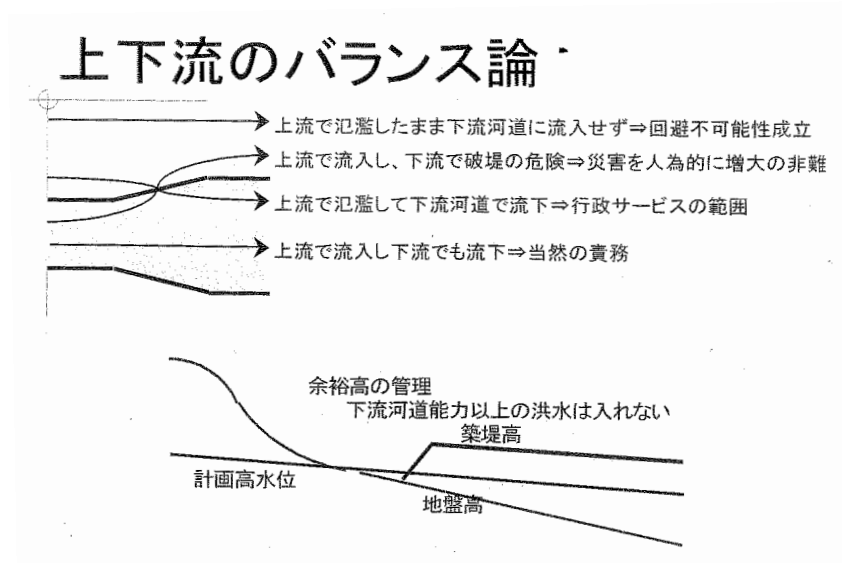 上下流のバランス論
上流で氾濫したまま下流河道に流入せず⇒回避不可能性成立
上流で流入し、下流で破堤の危険⇒災害を人為的に増大の非難
上流で氾濫して下流河道で流下⇒行政サービスの範囲
上流で流入し下流でも流下⇒当然の責務
余裕高の管理
下流河道能力以上の洪水は入れない
築堤高
計画高水位
地盤高